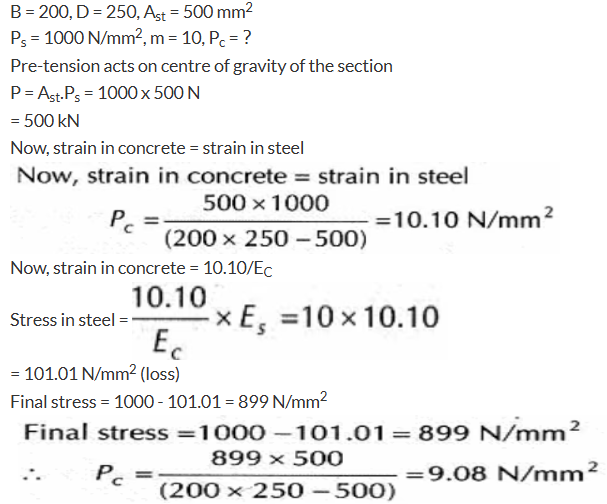 B = 200, D = 250, Ast = 500 mm2
Ps = 1000 N/mm2, m = 10, Pc = ?
Pre-tension acts on centre of gravity of the section
P = Ast.Ps = 1000 x 500 N
= 500 kN
Now, strain in concrete = strain in steel
Now, strain in concrete = strain in steel
Pc = 500 × 1000 / (200 × 250 – 500) = 10.10 N/mm2
Now, strain in concrete = 10.10/EC
Stress in steel = 10.10 / Ec × Es = 10 × 10.10
= 101.01 N/mm2 (loss)
Final stress = 1000 - 101.01 = 899 N/mm2
Final stress = 1000 – 101.01 = 899 N/mm2
∴ Pc = 899 × 500 / (200 × 250 – 500) = 9.08 N/mm2